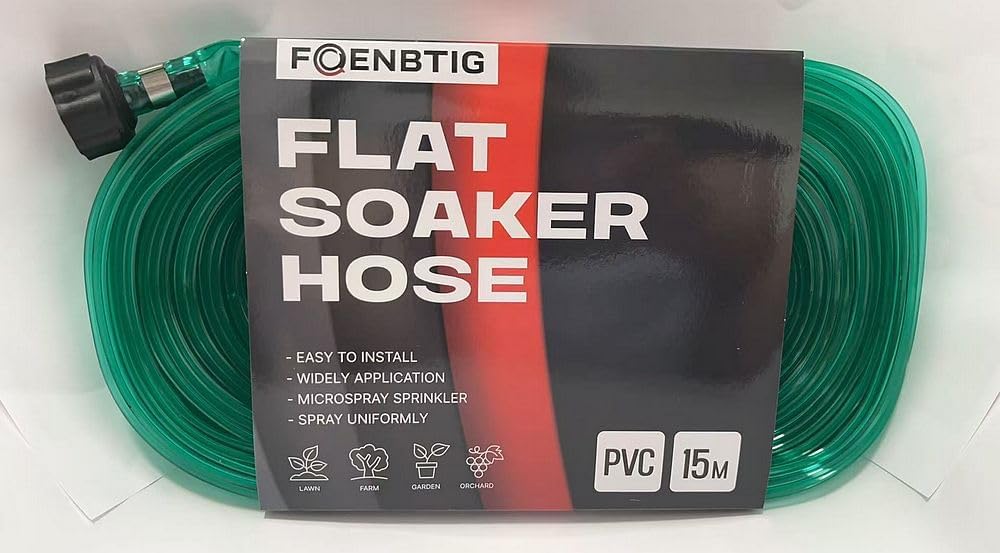 FOENBTIG
FLAT
SOAKER
HOSE
- EASY TO INSTALL
- WIDELY APPLICATION
- MICROSPRAY SPRINKLER
- SPRAY UNIFORMLY
LAWN FARM GARDEN ORCHARD
PVC 15M